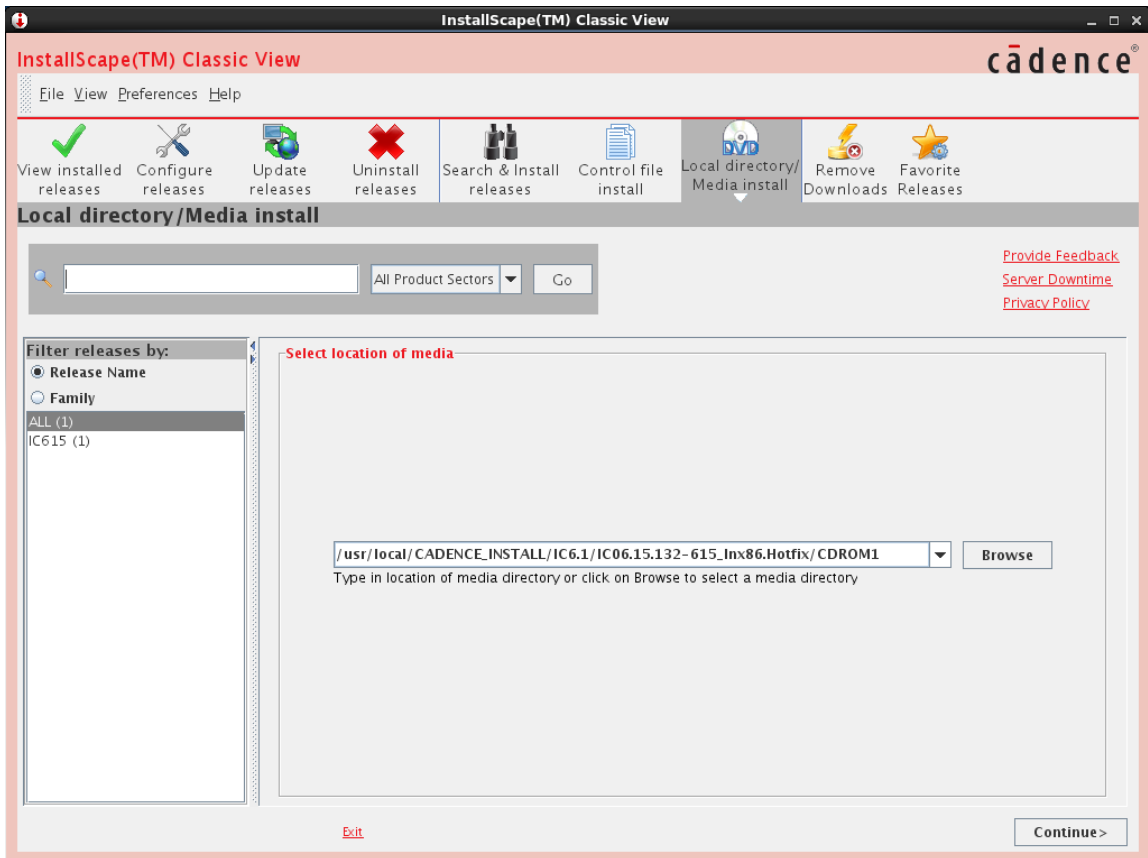 InstallScape(TM) Classic View
InstallScape(TM) Classic View
cādence®
File View Preferences Help
View installed releases
Configure releases
Update releases
Uninstall releases
Search & Install releases
Control file install
DVD
Local directory/ Media install
Remove Downloads
Favorite Releases
Local directory/Media install
All Product Sectors
Go
Provide Feedback
Server Downtime
Privacy Policy
Filter releases by:
Release Name
Family
ALL (1)
IC615 (1)
Select location of media
/usr/local/CADENCE_INSTALL/IC6.1/IC06.15.132-615_lnx86.Hotfix/CDROM1
Browse
Type in location of media directory or click on Browse to select a media directory
Exit
Continue>